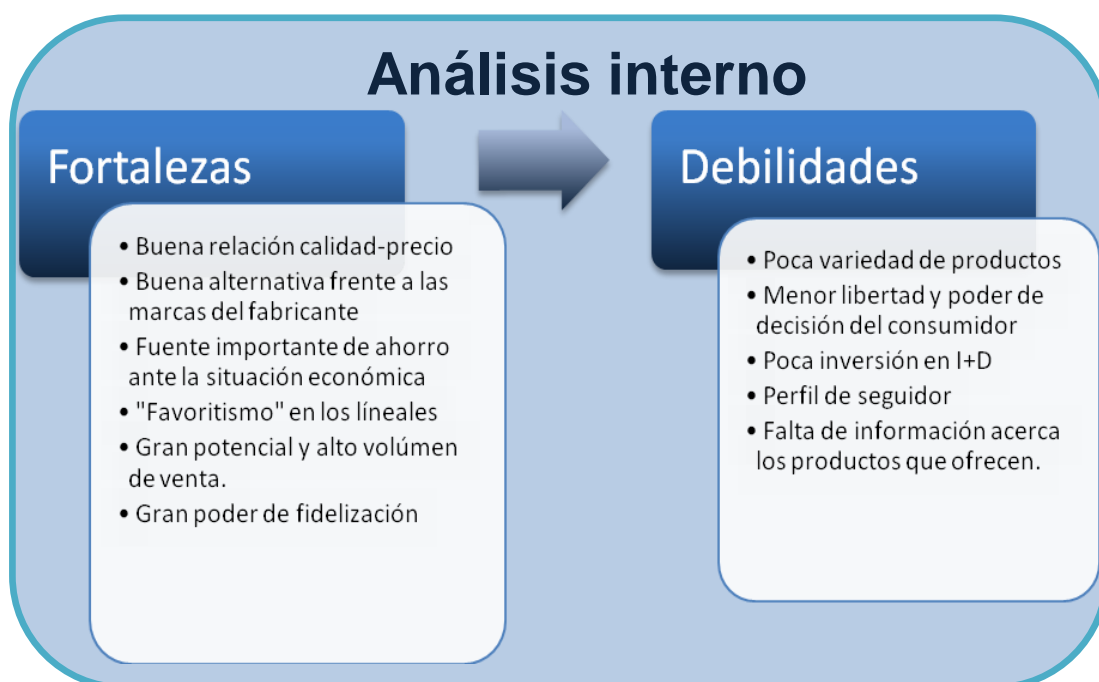 Análisis interno
Fortalezas
• Buena relación calidad-precio
• Buena alternativa frente a las
marcas del fabricante
• Fuente importante de ahorro
ante la situación económica
• "Favoritismo" en los líneales
• Gran potencial y alto volúmen
de venta.
• Gran poder de fidelización
Debilidades
• Poca variedad de productos
• Menor libertad y poder de
decisión del consumidor
• Poca inversión en I+D
• Perfil de seguidor
• Falta de información acerca
los productos que ofrecen.